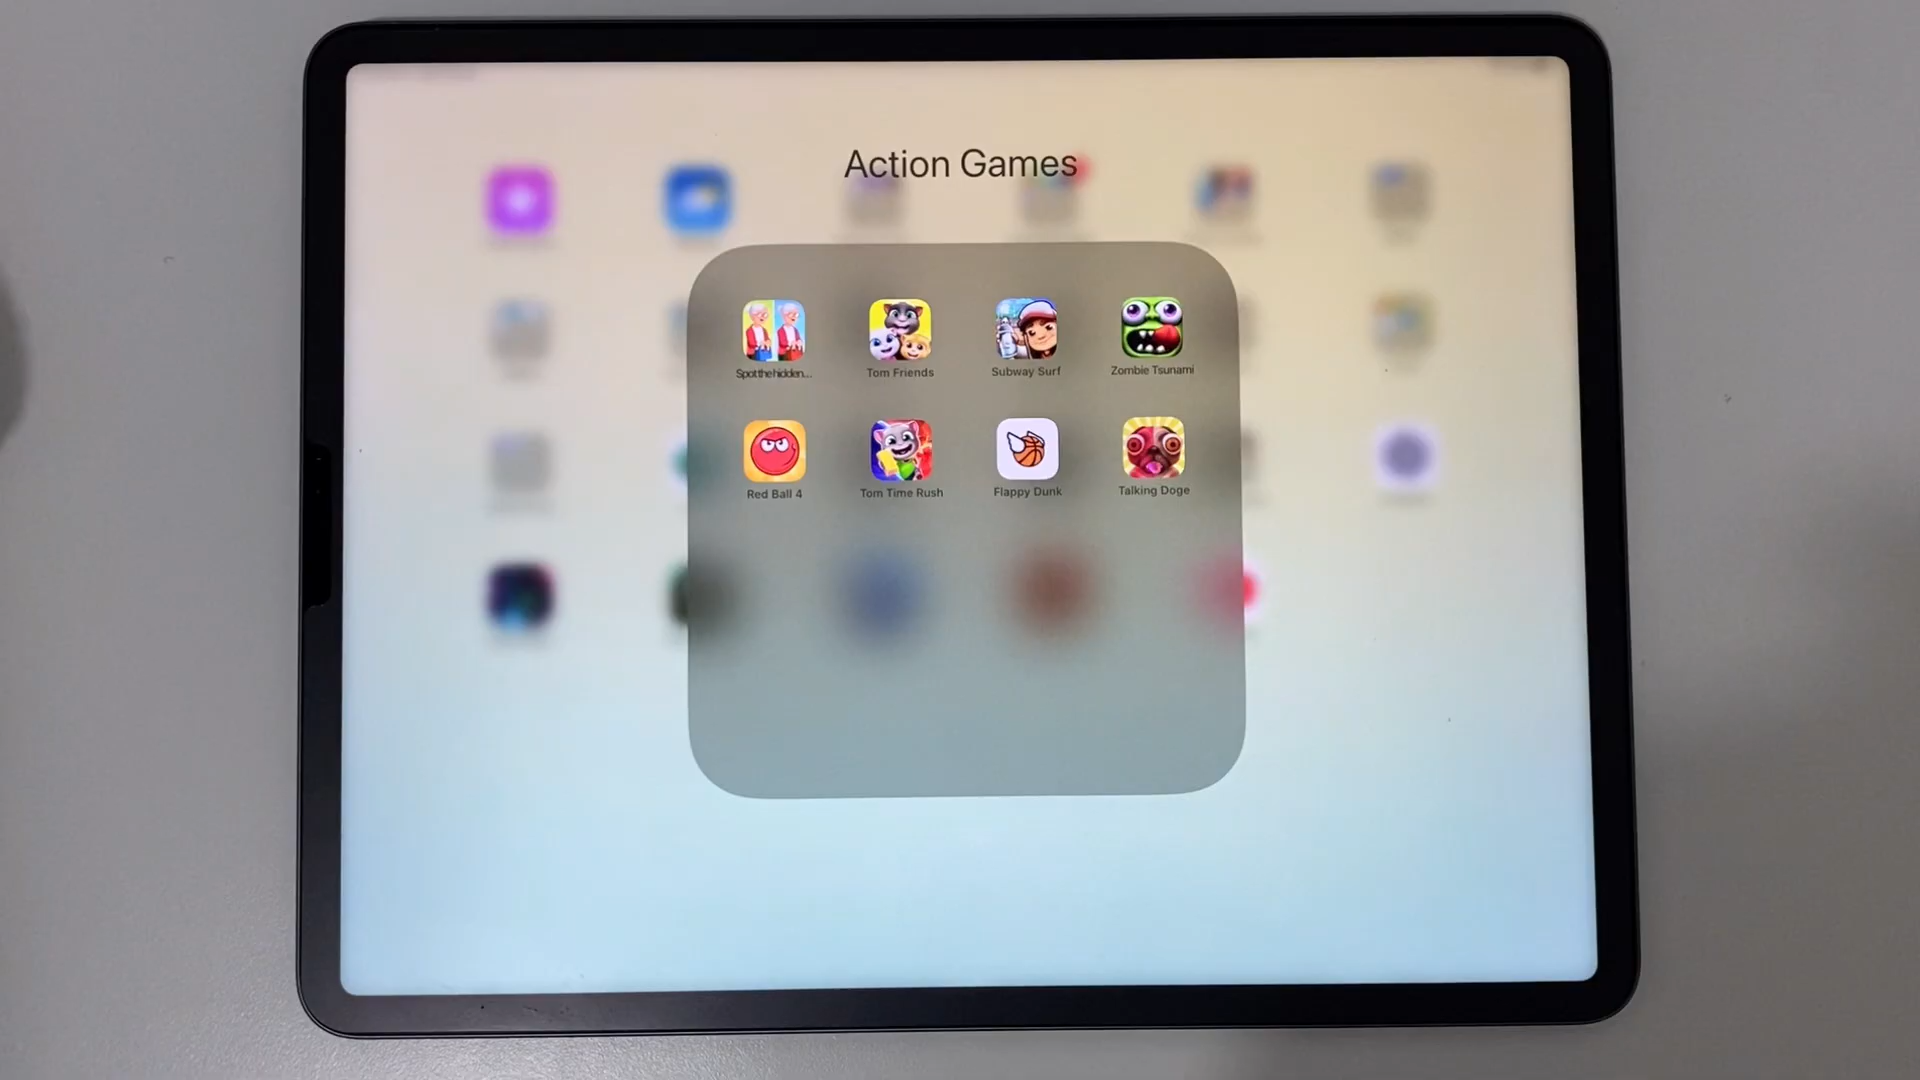 Action Games
Spot the hidden...
Tom Friends
Subway Surf
Zombie Tsunami
Red Ball 4
Tom Time Rush
Flappy Dunk
Talking Doge